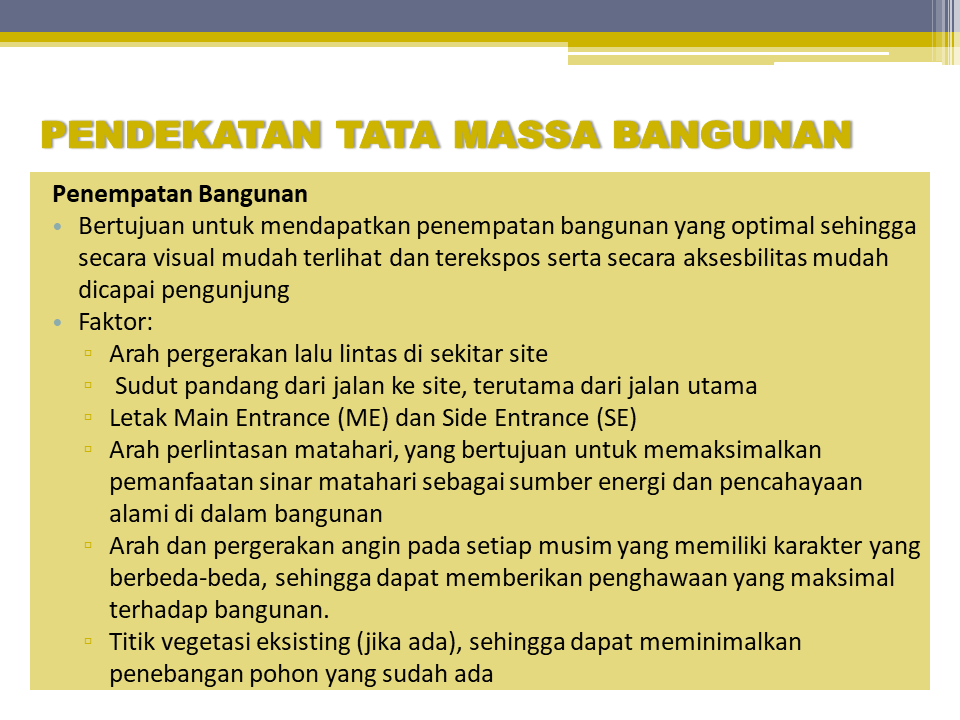 PENDEKATAN TATA MASSA BANGUNAN
Penempatan Bangunan
• Bertujuan untuk mendapatkan penempatan bangunan yang optimal sehingga
secara visual mudah terlihat dan terekspos serta secara aksesbilitas mudah
dicapai pengunjung
• Faktor:
▫ Arah pergerakan lalu lintas di sekitar site
▫ Sudut pandang dari jalan ke site, terutama dari jalan utama
▫ Letak Main Entrance (ME) dan Side Entrance (SE)
▫ Arah perlintasan matahari, yang bertujuan untuk memaksimalkan
pemanfaatan sinar matahari sebagai sumber energi dan pencahayaan
alami di dalam bangunan
▫ Arah dan pergerakan angin pada setiap musim yang memiliki karakter yang
berbeda-beda, sehingga dapat memberikan penghawaan yang maksimal
terhadap bangunan.
▫ Titik vegetasi eksisting (jika ada), sehingga dapat meminimalkan
penebangan pohon yang sudah ada